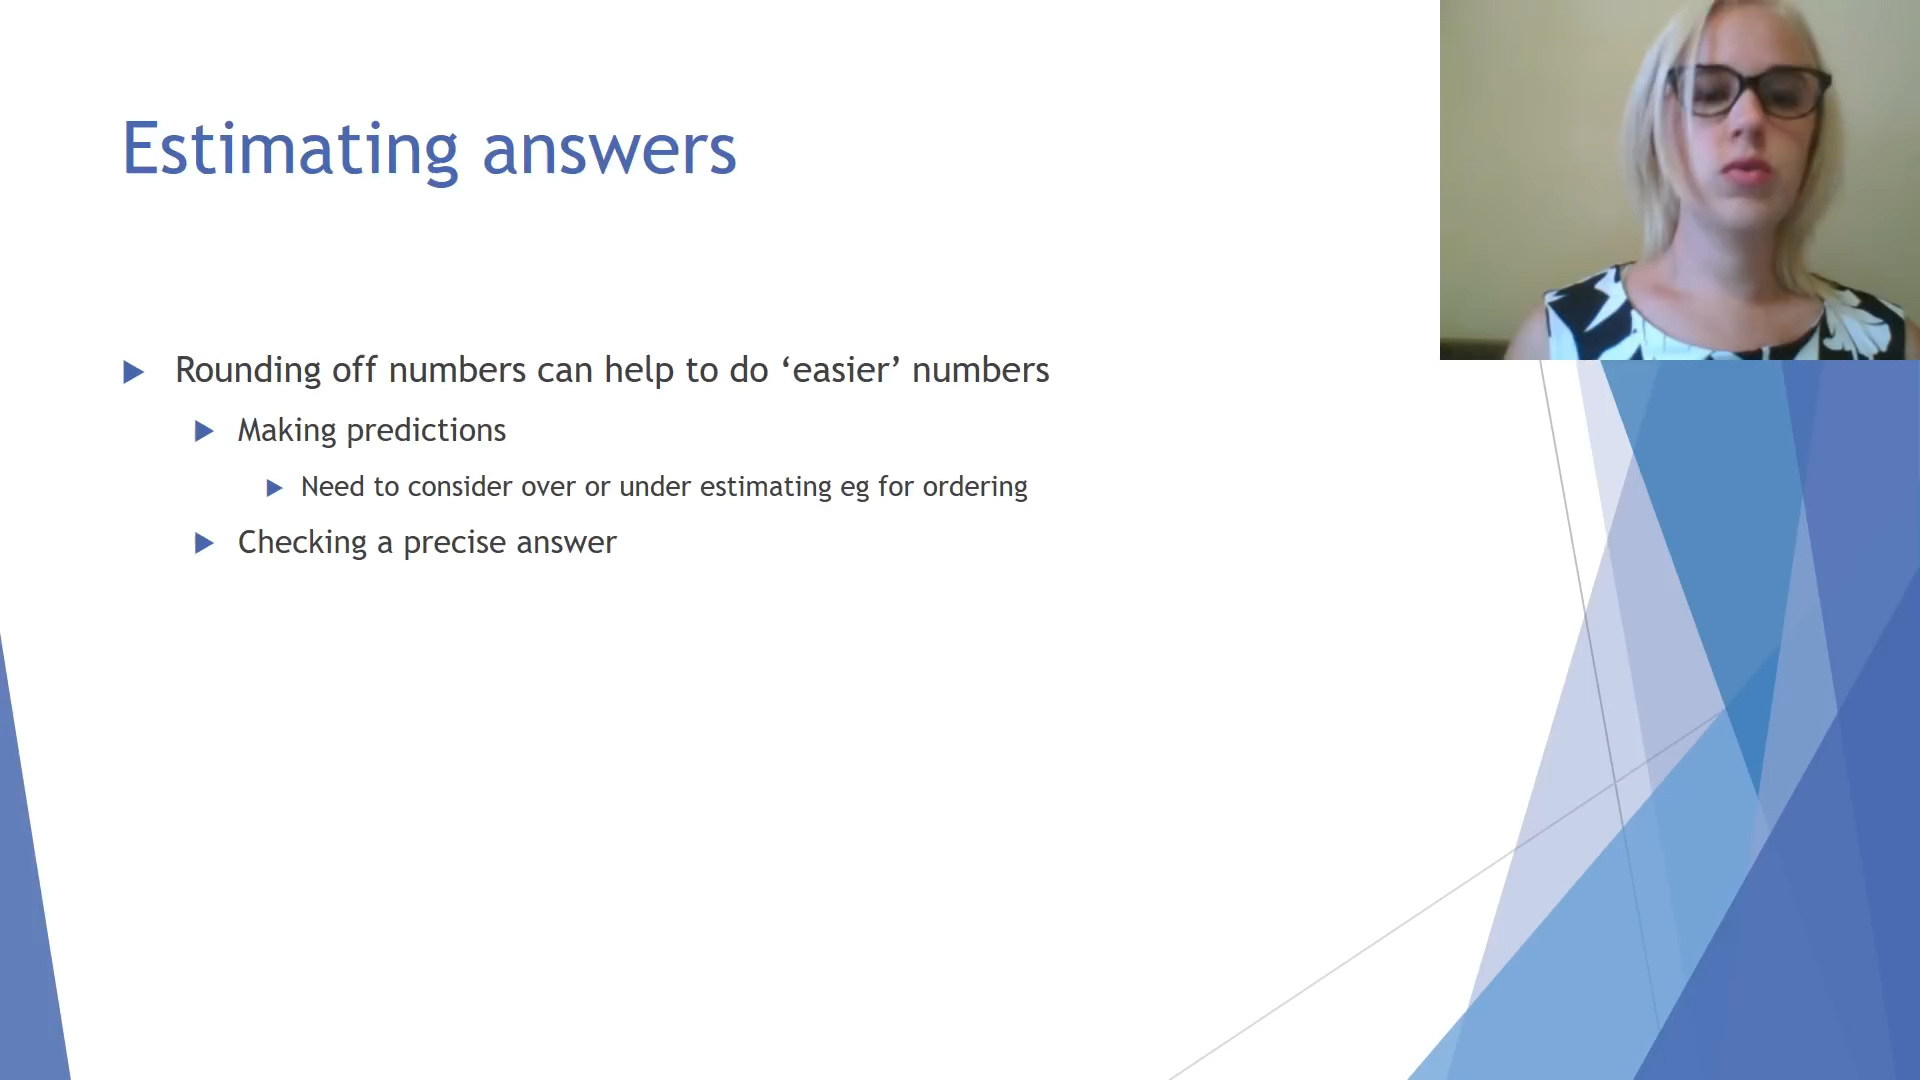 Estimating answers
Rounding off numbers can help to do ‘easier’ numbers
Making predictions
Need to consider over or under estimating eg for ordering
Checking a precise answer